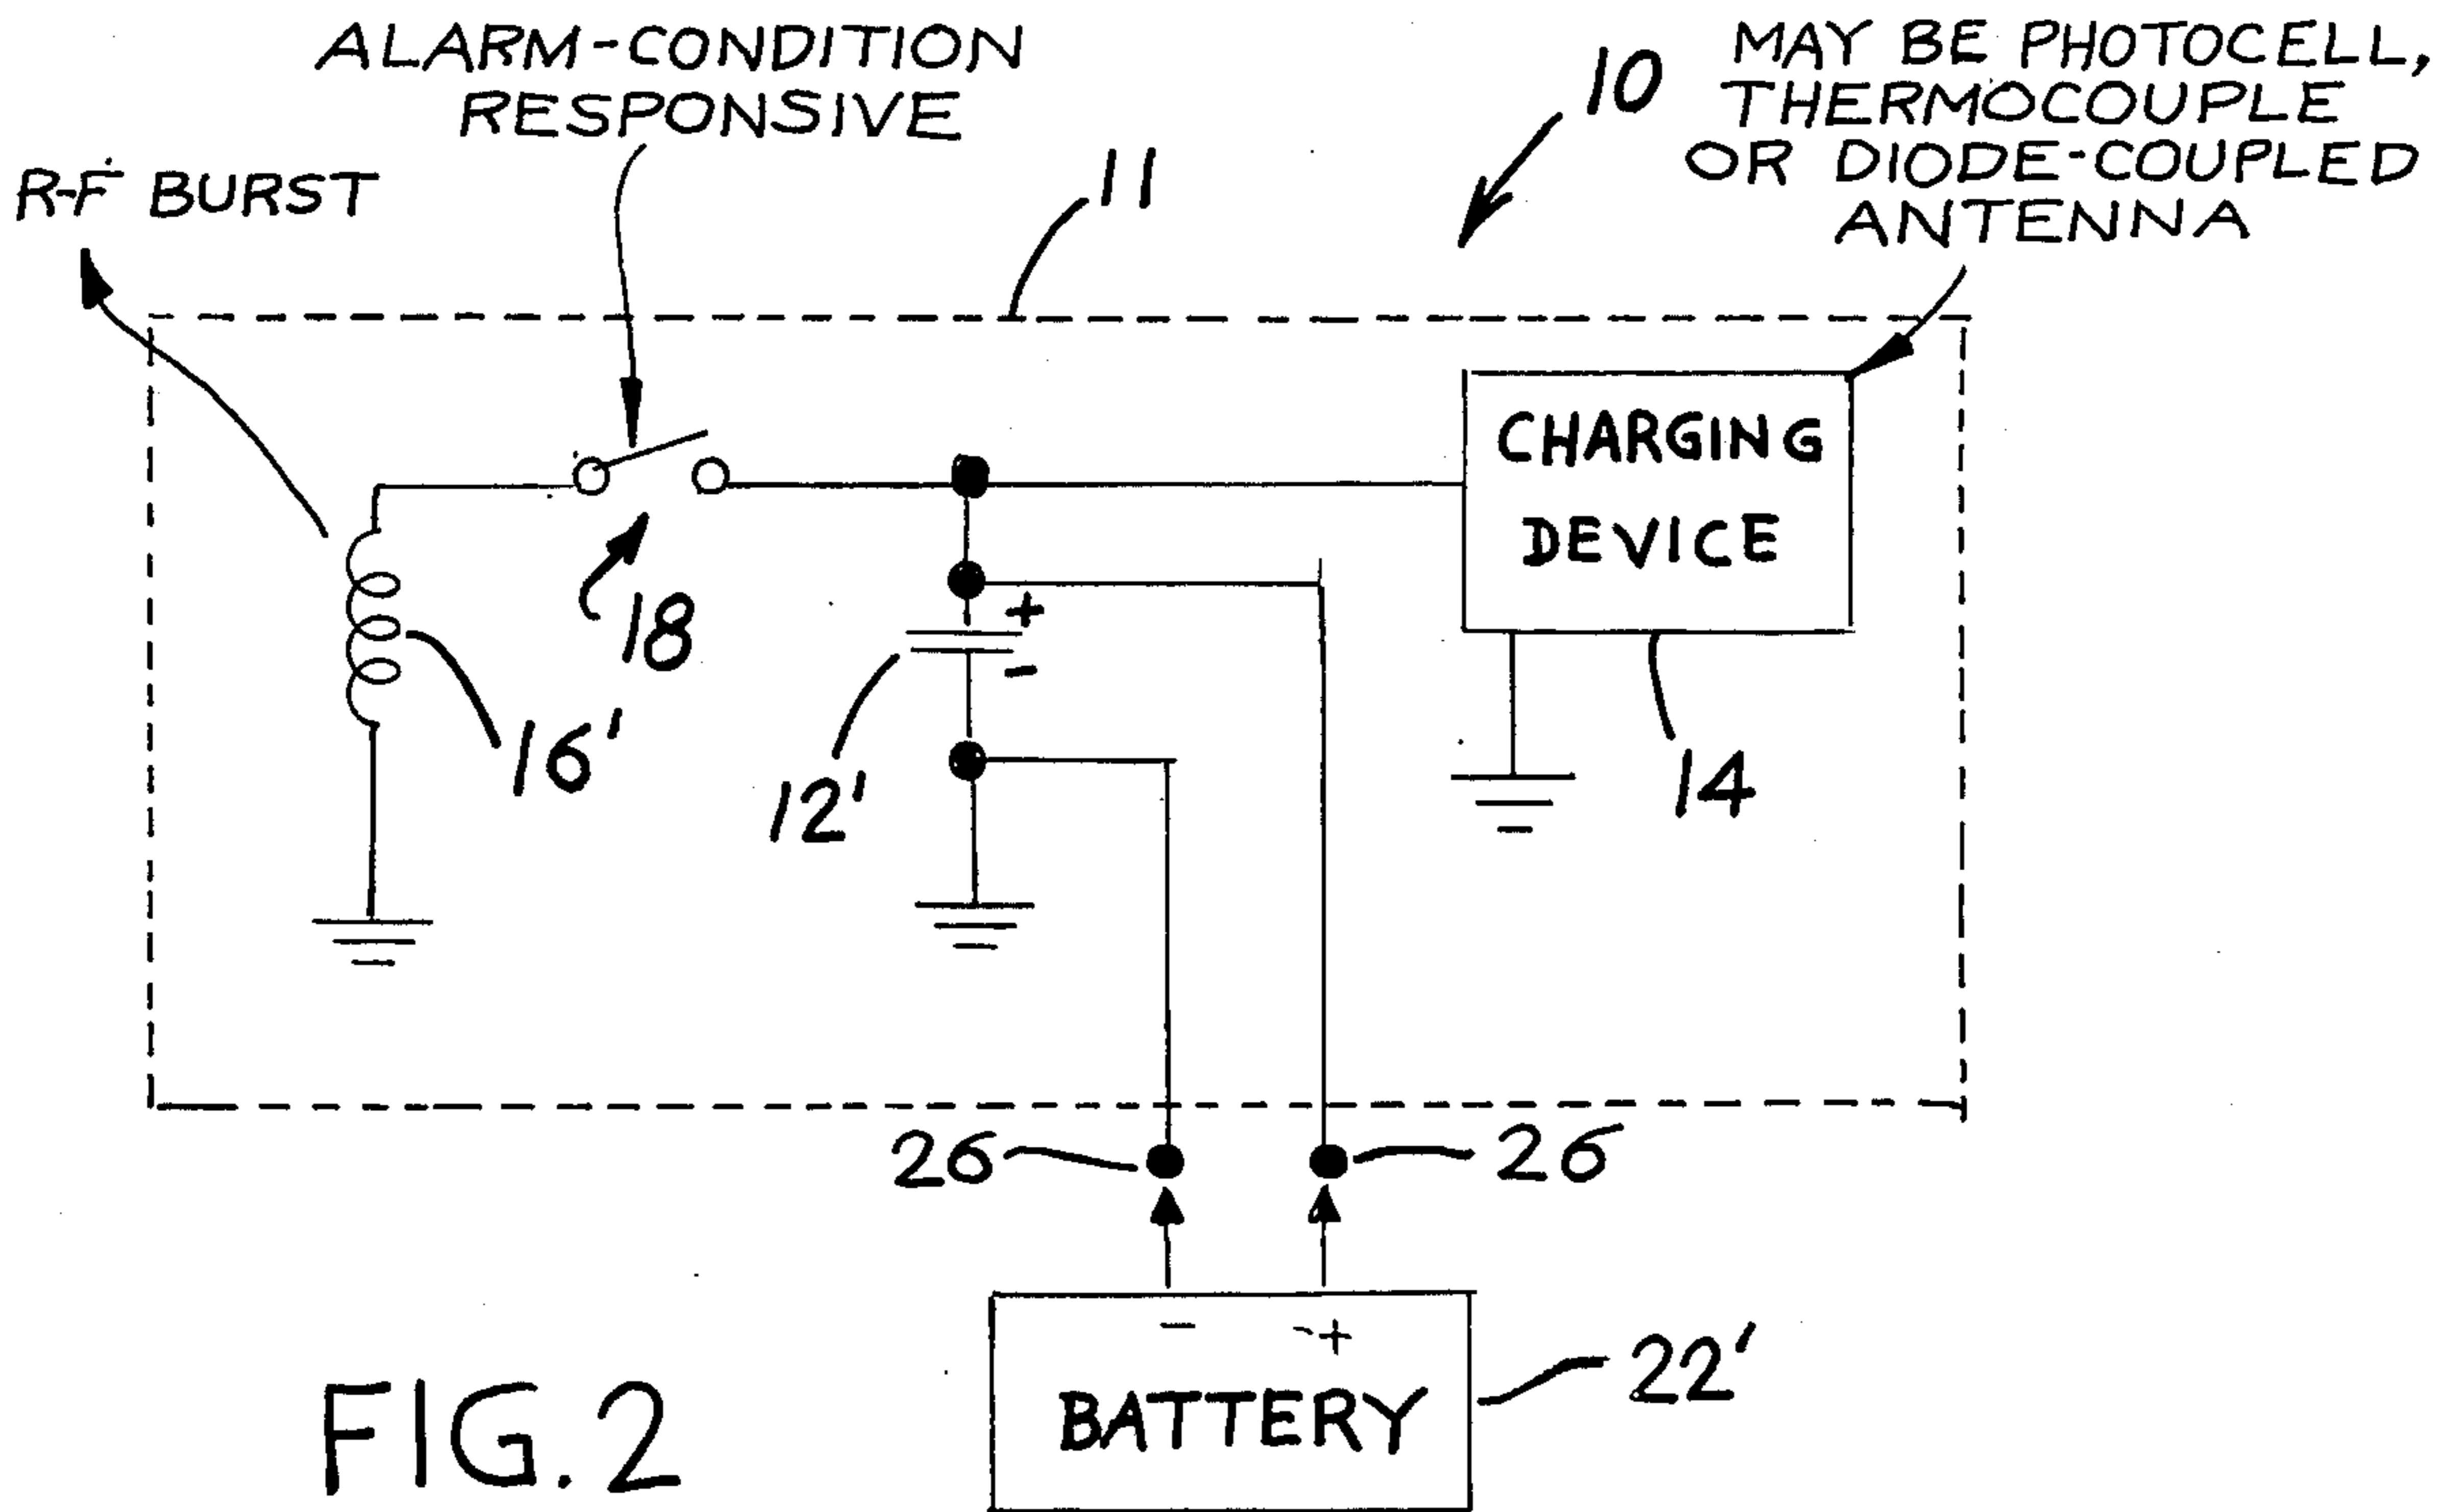 ALARM-CONDITION
RESPONSIVE
10
MAY BE PHOTOCELL,
THERMOCOUPLE
OR DIODE-COUPLED
ANTENNA
R-F BURST
11
CHARGING
DEVICE
18
+
-
16'
12'
14
26
26
- +
BATTERY
22'
FIG. 2